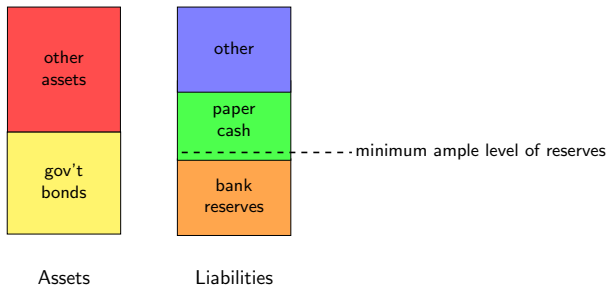 other
assets
gov't
bonds
other
paper
cash
bank
reserves
minimum ample level of reserves
Assets
Liabilities